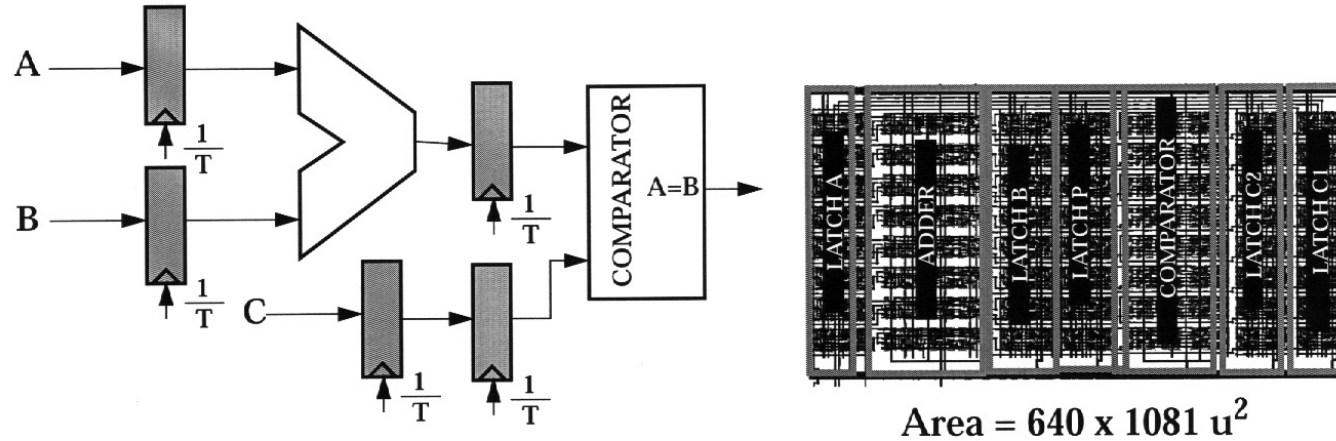 A
1
T
B
1
T
C
1
T
1
T
1
T
COMPARATOR
A=B
LATCH A
ADDER
LATCH B
LATCH P
COMPARATOR
LATCH C2
LATCH C1
Area = 640 x 1081 u²